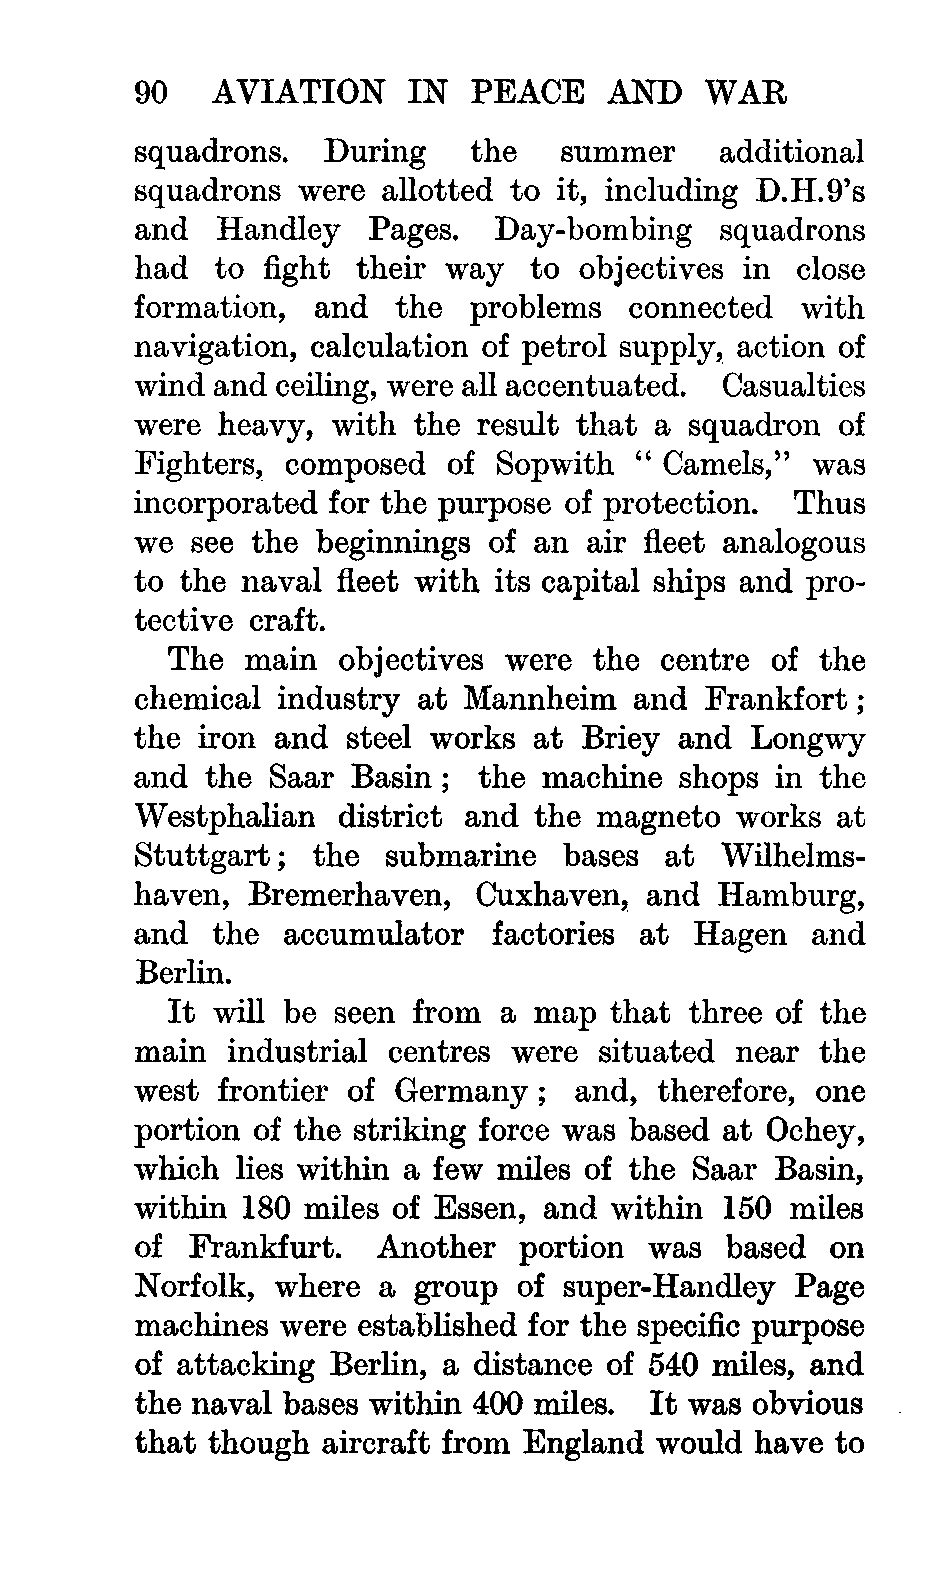 90 AVIATION IN PEACE AND WAR
squadrons. During the summer additional
squadrons were allotted to it, including D.H.9's
and Handley Pages. Day-bombing squadrons
had to fight their way to objectives in close
formation, and the problems connected with
navigation, calculation of petrol supply, action of
wind and ceiling, were all accentuated. Casualties
were heavy, with the result that a squadron of
Fighters, composed of Sopwith " Camels," was
incorporated for the purpose of protection. Thus
we see the beginnings of an air fleet analogous
to the naval fleet with its capital ships and pro-
tective craft.
The main objectives were the centre of the
chemical industry at Mannheim and Frankfort ;
the iron and steel works at Briey and Longwy
and the Saar Basin ; the machine shops in the
Westphalian district and the magneto works at
Stuttgart ; the submarine bases at Wilhelms-
haven, Bremerhaven, Cuxhaven, and Hamburg,
and the accumulator factories at Hagen and
Berlin.
It will be seen from a map that three of the
main industrial centres were situated near the
west frontier of Germany ; and, therefore, one
portion of the striking force was based at Ochey,
which lies within a few miles of the Saar Basin,
within 180 miles of Essen, and within 150 miles
of Frankfurt. Another portion was based on
Norfolk, where a group of super-Handley Page
machines were established for the specific purpose
of attacking Berlin, a distance of 540 miles, and
the naval bases within 400 miles. It was obvious
that though aircraft from England would have to